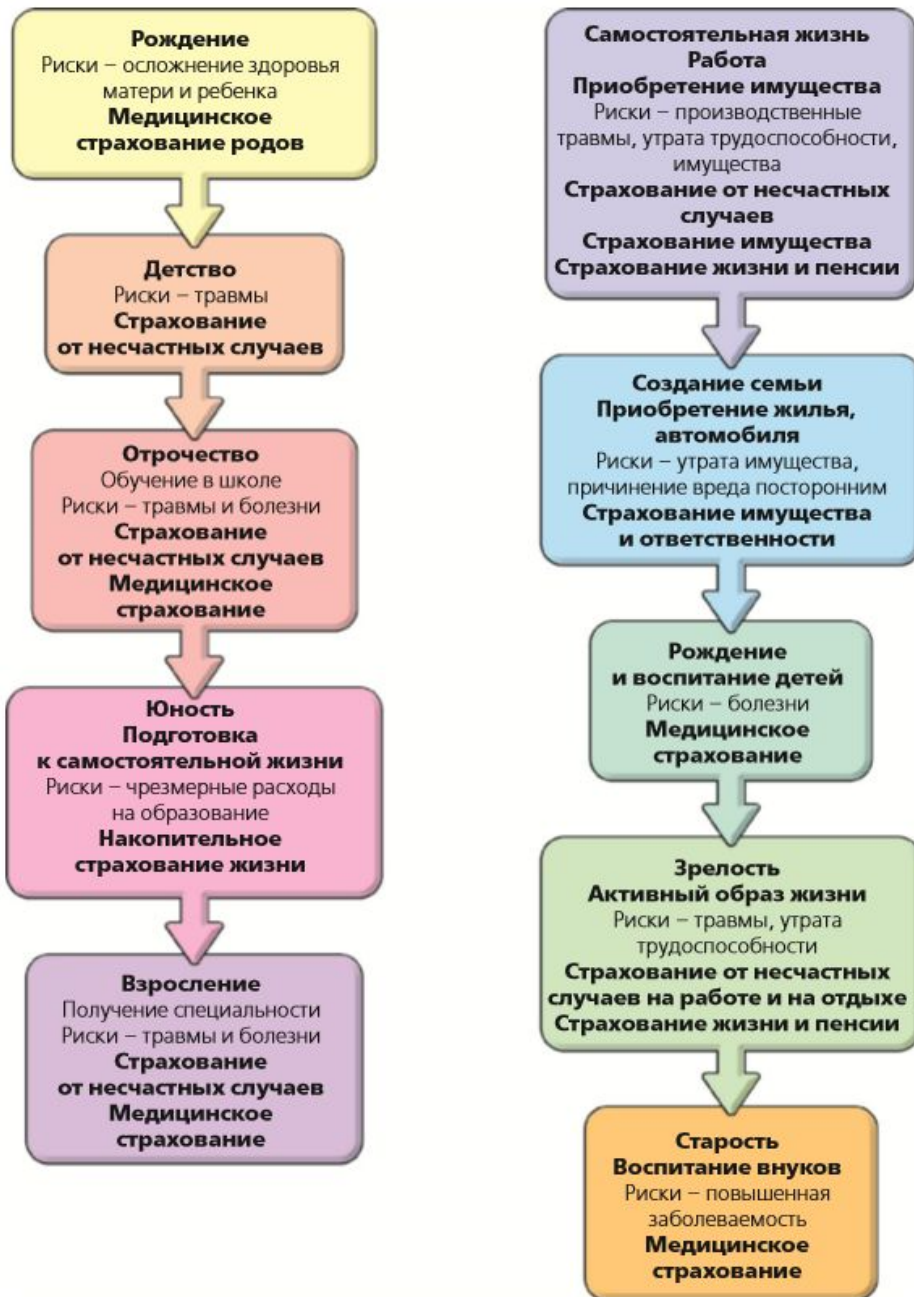 Рождение
Риски – осложнение здоровья
матери и ребенка
Медицинское
страхование родов
Детство
Риски – травмы
Страхование
от несчастных случаев
Отрочество
Обучение в школе
Риски – травмы и болезни
Страхование
от несчастных случаев
Медицинское
страхование
Юность
Подготовка
к самостоятельной жизни
Риски – чрезмерные расходы
на образование
Накопительное
страхование жизни
Взросление
Получение специальности
Риски – травмы и болезни
Страхование
от несчастных случаев
Медицинское
страхование
Самостоятельная жизнь
Работа
Приобретение имущества
Риски – производственные
травмы, утрата трудоспособности,
имущества
Страхование от несчастных
случаев
Страхование имущества
Страхование жизни и пенсии
Создание семьи
Приобретение жилья,
автомобиля
Риски – утрата имущества,
причинение вреда посторонним
Страхование имущества
и ответственности
Рождение
и воспитание детей
Риски – болезни
Медицинское
страхование
Зрелость
Активный образ жизни
Риски – травмы, утрата
трудоспособности
Страхование от несчастных
случаев на работе и на отдыхе
Страхование жизни и пенсии
Старость
Воспитание внуков
Риски – повышенная
заболеваемость
Медицинское
страхование